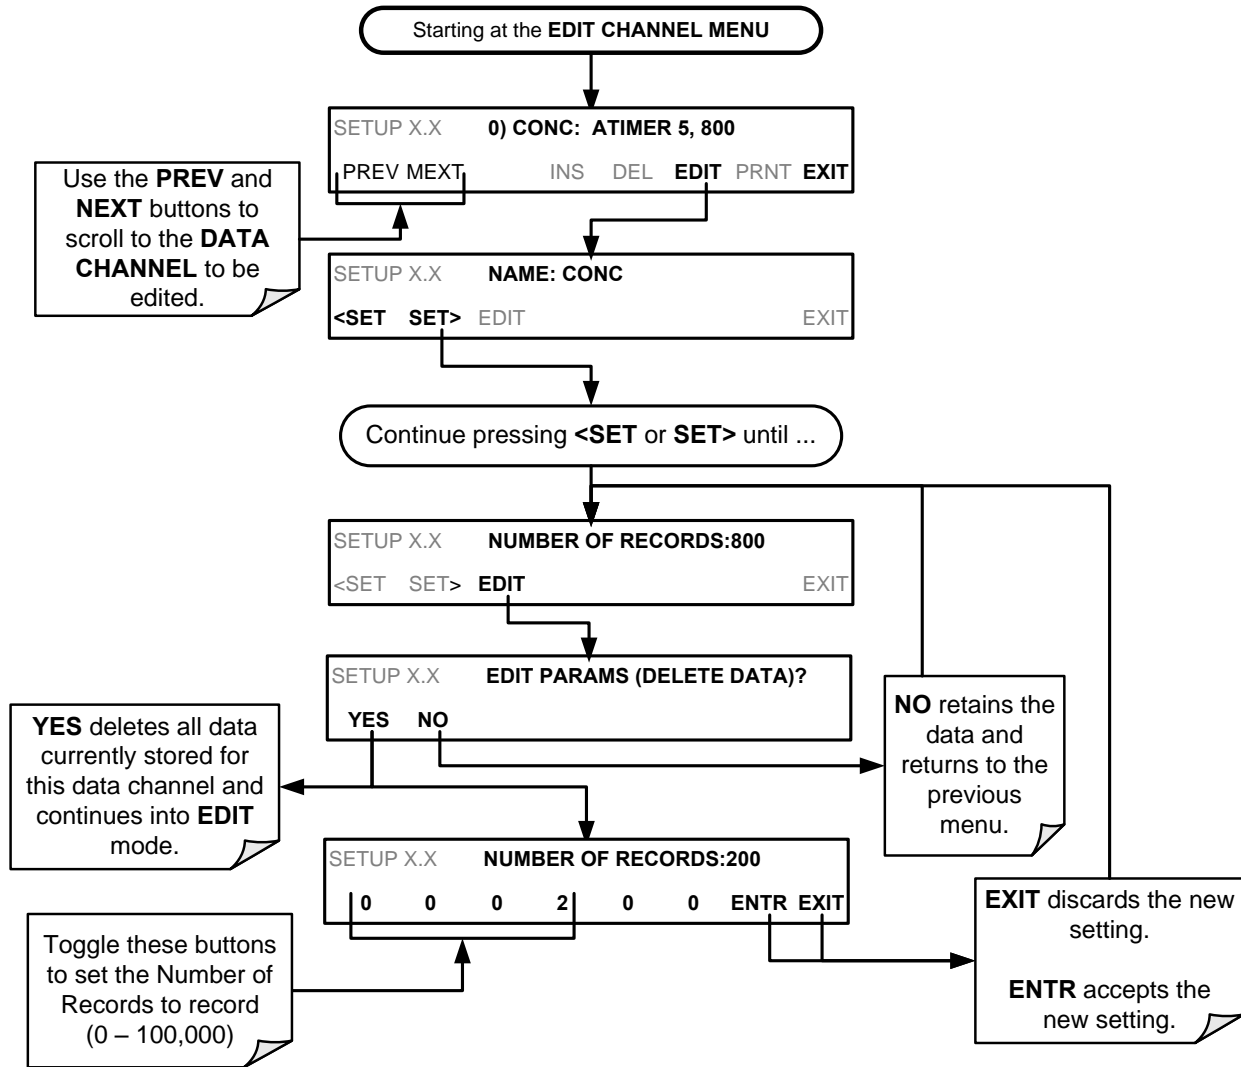 Starting at the EDIT CHANNEL MENU
SETUP X.X 0) CONC: ATIMER 5, 800
PREV MEXT INS DEL EDIT PRNT EXIT
Use the PREV and
NEXT buttons to
scroll to the DATA
CHANNEL to be
edited.
SETUP X.X NAME: CONC
<SET SET> EDIT EXIT
Continue pressing <SET or SET> until ...
SETUP X.X NUMBER OF RECORDS:800
<SET SET> EDIT EXIT
SETUP X.X EDIT PARAMS (DELETE DATA)?
YES NO
NO retains the
data and
returns to the
previous
menu.
YES deletes all data
currently stored for
this data channel and
continues into EDIT
mode.
SETUP X.X NUMBER OF RECORDS:200
0 0 0 2 0 0 ENTR EXIT
EXIT discards the new
setting.
ENTR accepts the
new setting.
Toggle these buttons
to set the Number of
Records to record
(0 – 100,000)